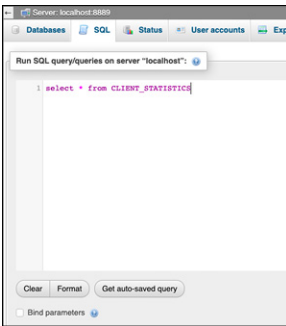 Server: localhost:8889
Databases SQL Status User accounts Exp
Run SQL query/queries on server "localhost":
1 select * from CLIENT_STATISTICS
Clear Format Get auto-saved query
Bind parameters